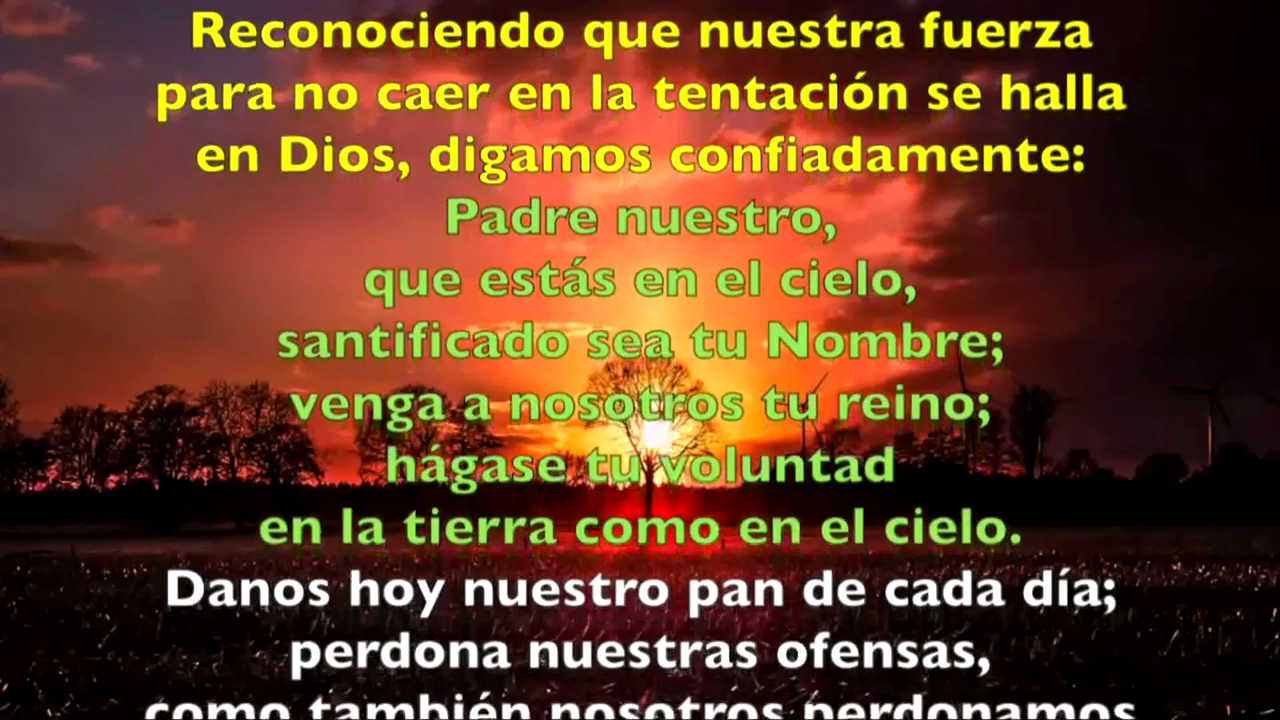 Reconociendo que nuestra fuerza
para no caer en la tentación se halla
en Dios, digamos confiadamente:
Padre nuestro,
que estás en el cielo,
santificado sea tu Nombre;
venga a nosotros tu reino;
hágase tu voluntad
en la tierra como en el cielo.
Danos hoy nuestro pan de cada día;
perdona nuestras ofensas,
como también nosotros perdonamos